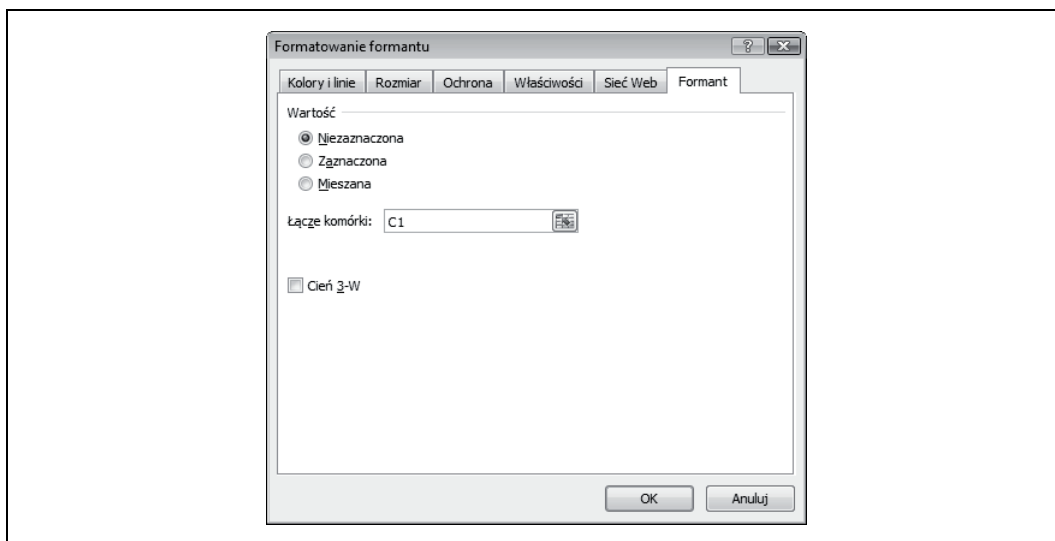 Formatowanie formantu
Kolory i linie Rozmiar Ochrona Właściwości Sieć Web Formant
Wartość
Niezaznaczona
Zaznaczona
Mieszana
Łącze komórki: C1
Cień 3-W
OK Anuluj